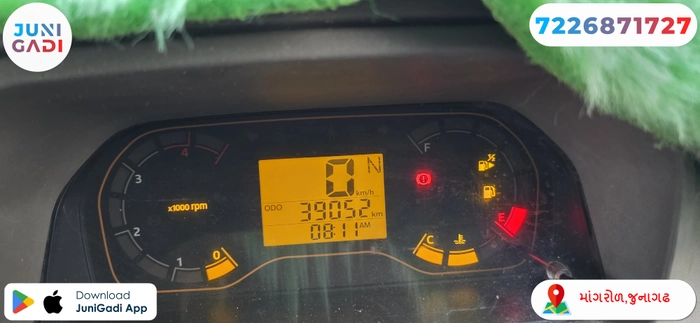 JUNI
GADI
7226871727
4
3
2
1
0
x1000 rpm
N
0 km/h
ODO 39052 km
08:11 AM
F
E
C
Download
JuniGadi App
માંગરોળ,જુનાગઢ